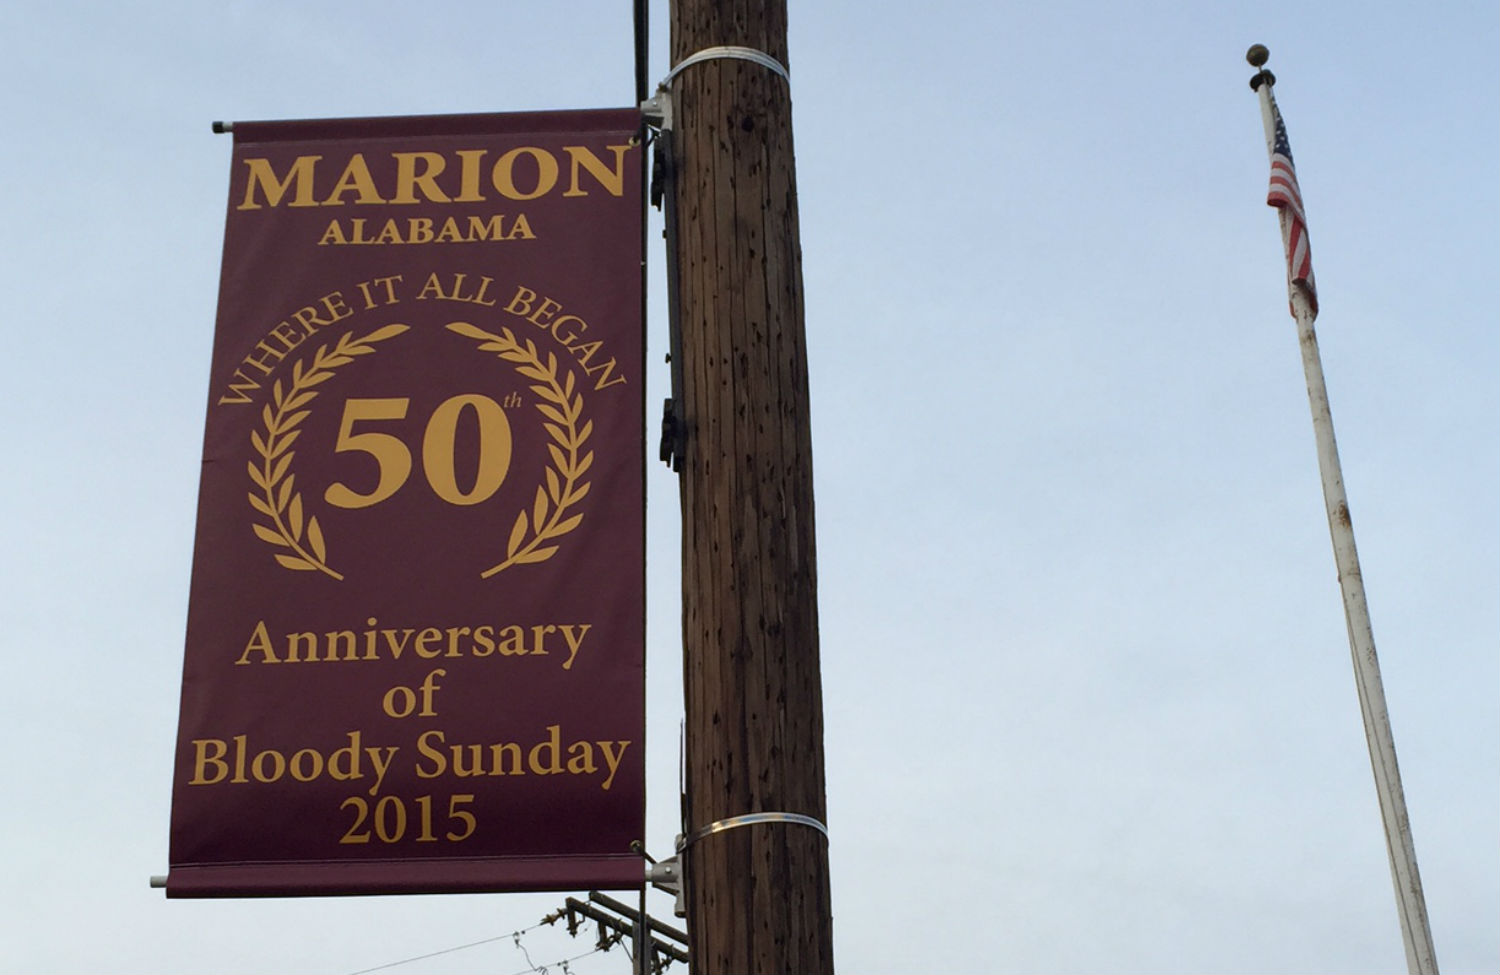 MARION
ALABAMA
WHERE IT ALL BEGAN
50th
Anniversary
of
Bloody Sunday
2015